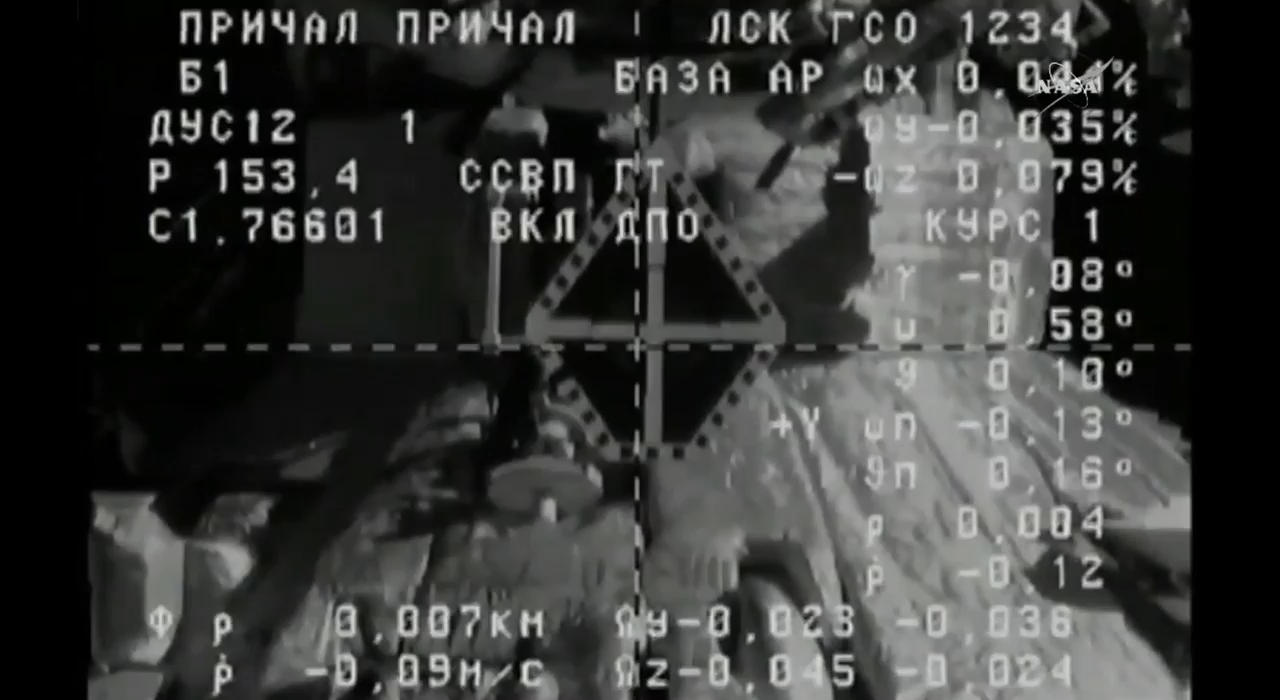 ПРИЧАЛ ПРИЧАЛ ЛСК ГСО 1234
Б1 БАЗА АР ωx
NASA
ДУС12 1 ωy-0,035%
Р 153,4 ССВП ГТ -ωz 0,079%
С1.76601 ВКЛ ДПО КУРС 1
γ -0,08°
ψ 0,58°
ϑ 0,10°
+Y ψп -0,13°
ϑп 0,16°
ρ 0,004
ρ̇ -0,12
Ф ρ 0,007км Ωy-0,023 -0,036
ρ̇ -0,09м/с Ωz-0,045 -0,024